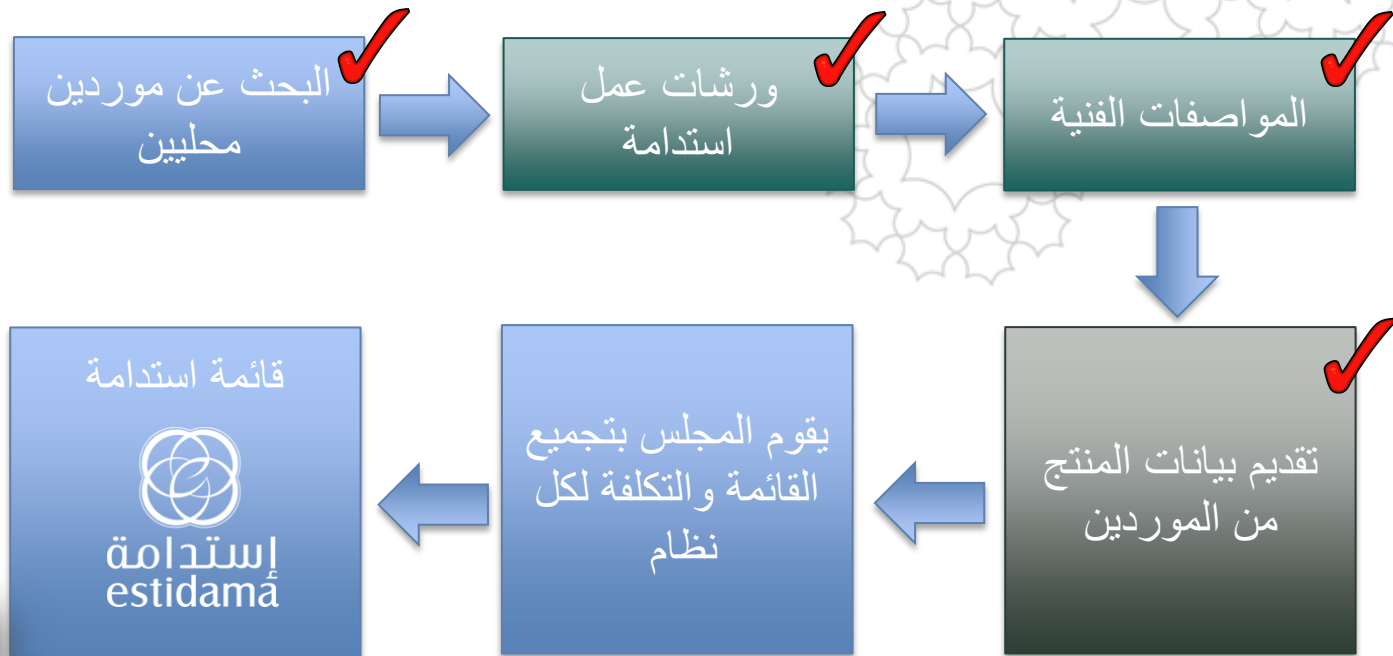 البحث عن موردين
محليين
ورشات عمل
استدامة
المواصفات الفنية
تقديم بيانات المنتج
من الموردين
يقوم المجلس بتجميع
القائمة والتكلفة لكل
نظام
قائمة استدامة
إستدامة
estidama